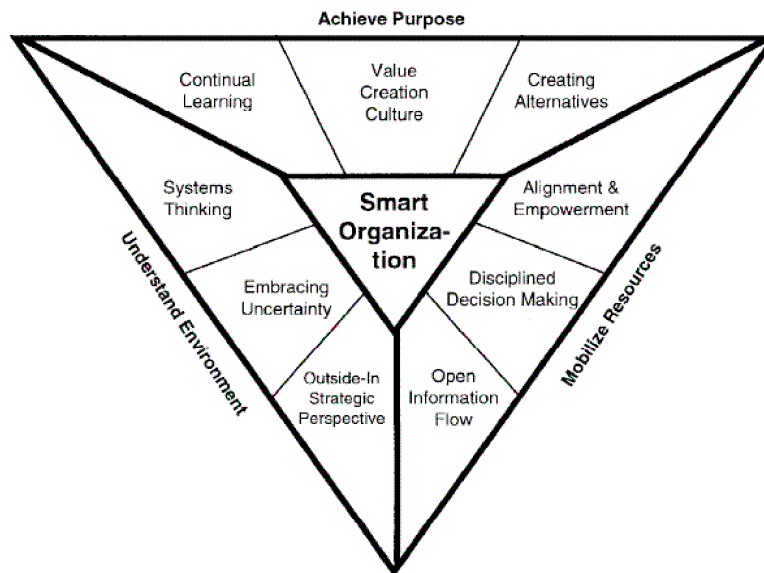 Achieve Purpose
Continual
Learning
Value
Creation
Culture
Creating
Alternatives
Systems
Thinking
Smart
Organiza-
tion
Alignment &
Empowerment
Embracing
Uncertainty
Disciplined
Decision Making
Outside-In
Strategic
Perspective
Open
Information
Flow
Understand Environment
Mobilize Resources